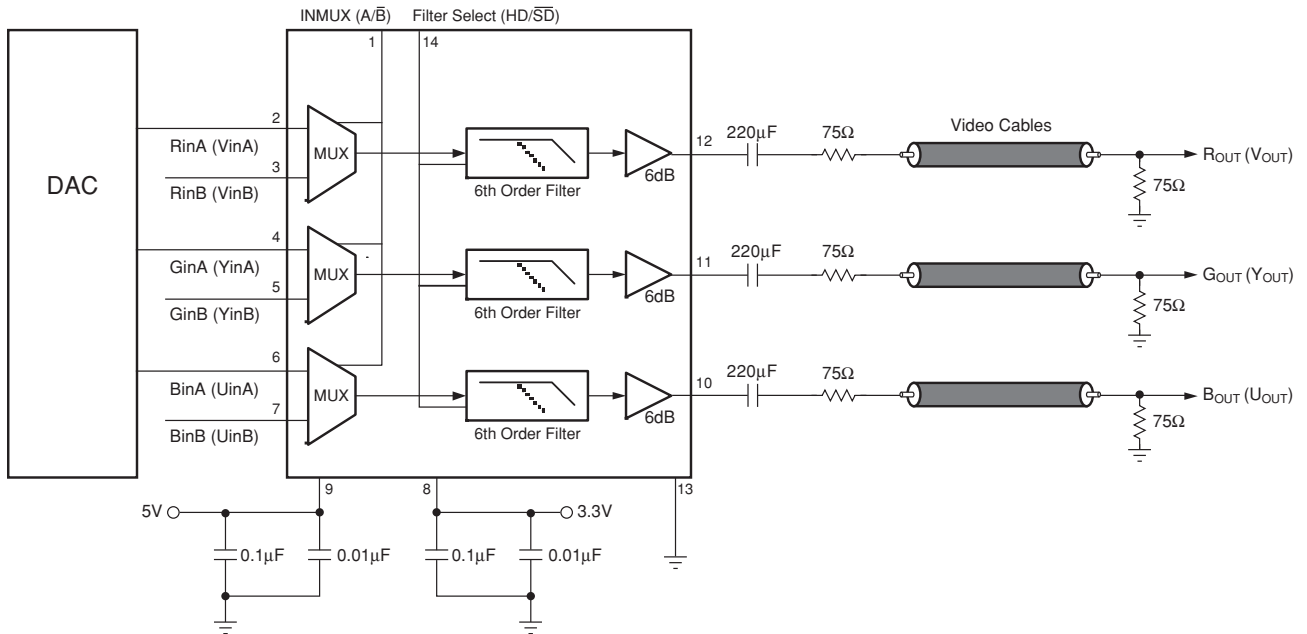 INMUX (A/B̅) Filter Select (HD/S̅D̅)
1 14
DAC
2
RinA (VinA)
3
RinB (VinB)
MUX
6th Order Filter
6dB
12
220µF
75Ω
Video Cables
ROUT (VOUT)
75Ω
4
GinA (YinA)
5
GinB (YinB)
MUX
6th Order Filter
6dB
11
220µF
75Ω
GOUT (YOUT)
75Ω
6
BinA (UinA)
7
BinB (UinB)
MUX
6th Order Filter
6dB
10
220µF
75Ω
BOUT (UOUT)
75Ω
9 8 13
5V 3.3V
0.1µF 0.01µF 0.1µF 0.01µF